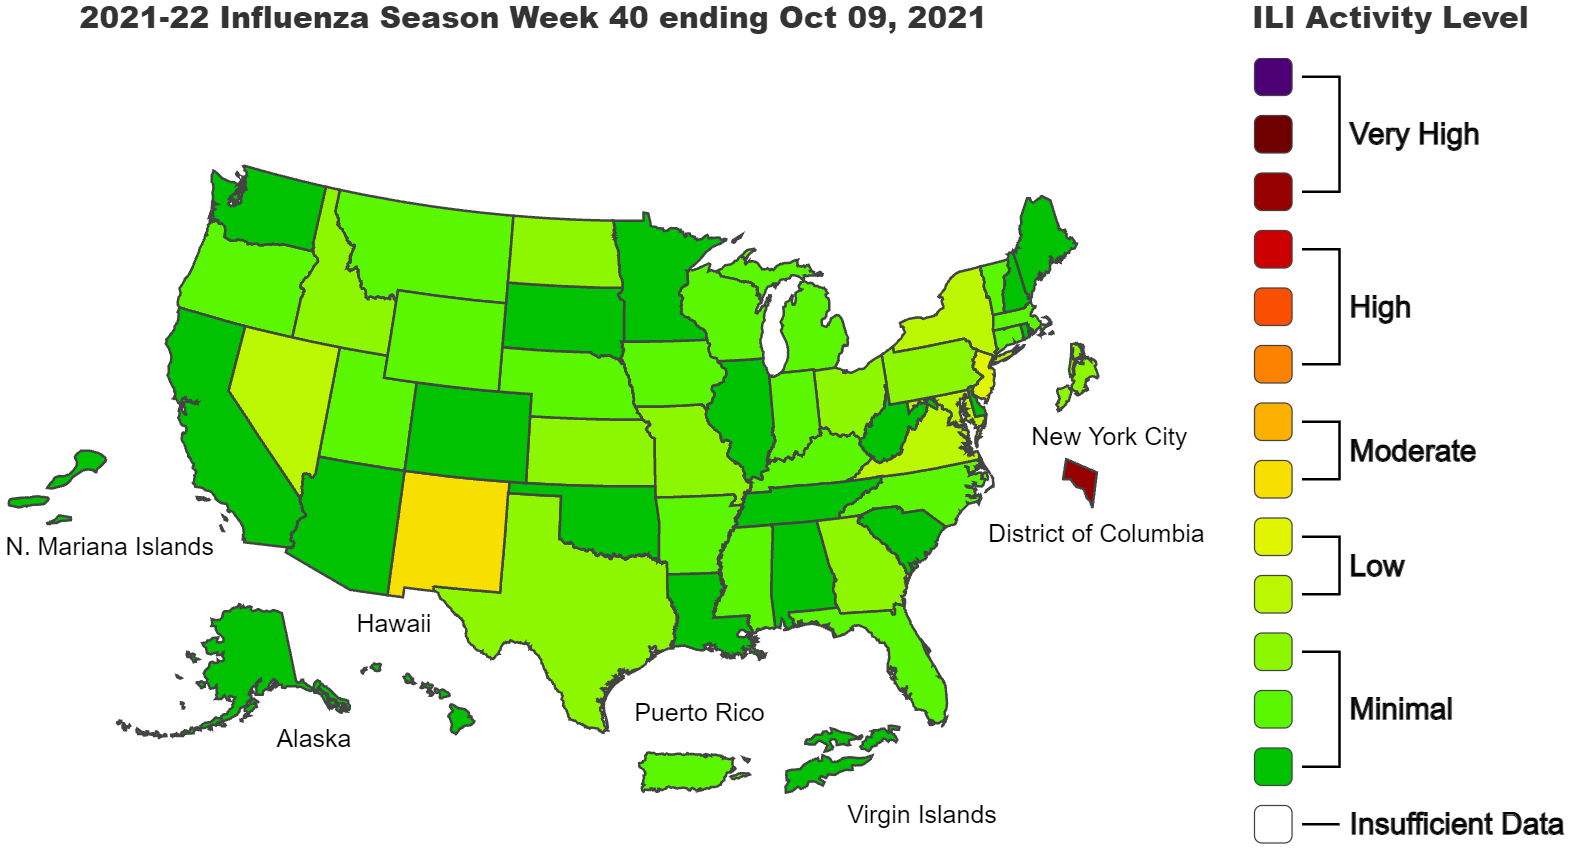 2021-22 Influenza Season Week 40 ending Oct 09, 2021
ILI Activity Level
Very High
High
Moderate
Low
Minimal
Insufficient Data
New York City
District of Columbia
N. Mariana Islands
Hawaii
Alaska
Puerto Rico
Virgin Islands